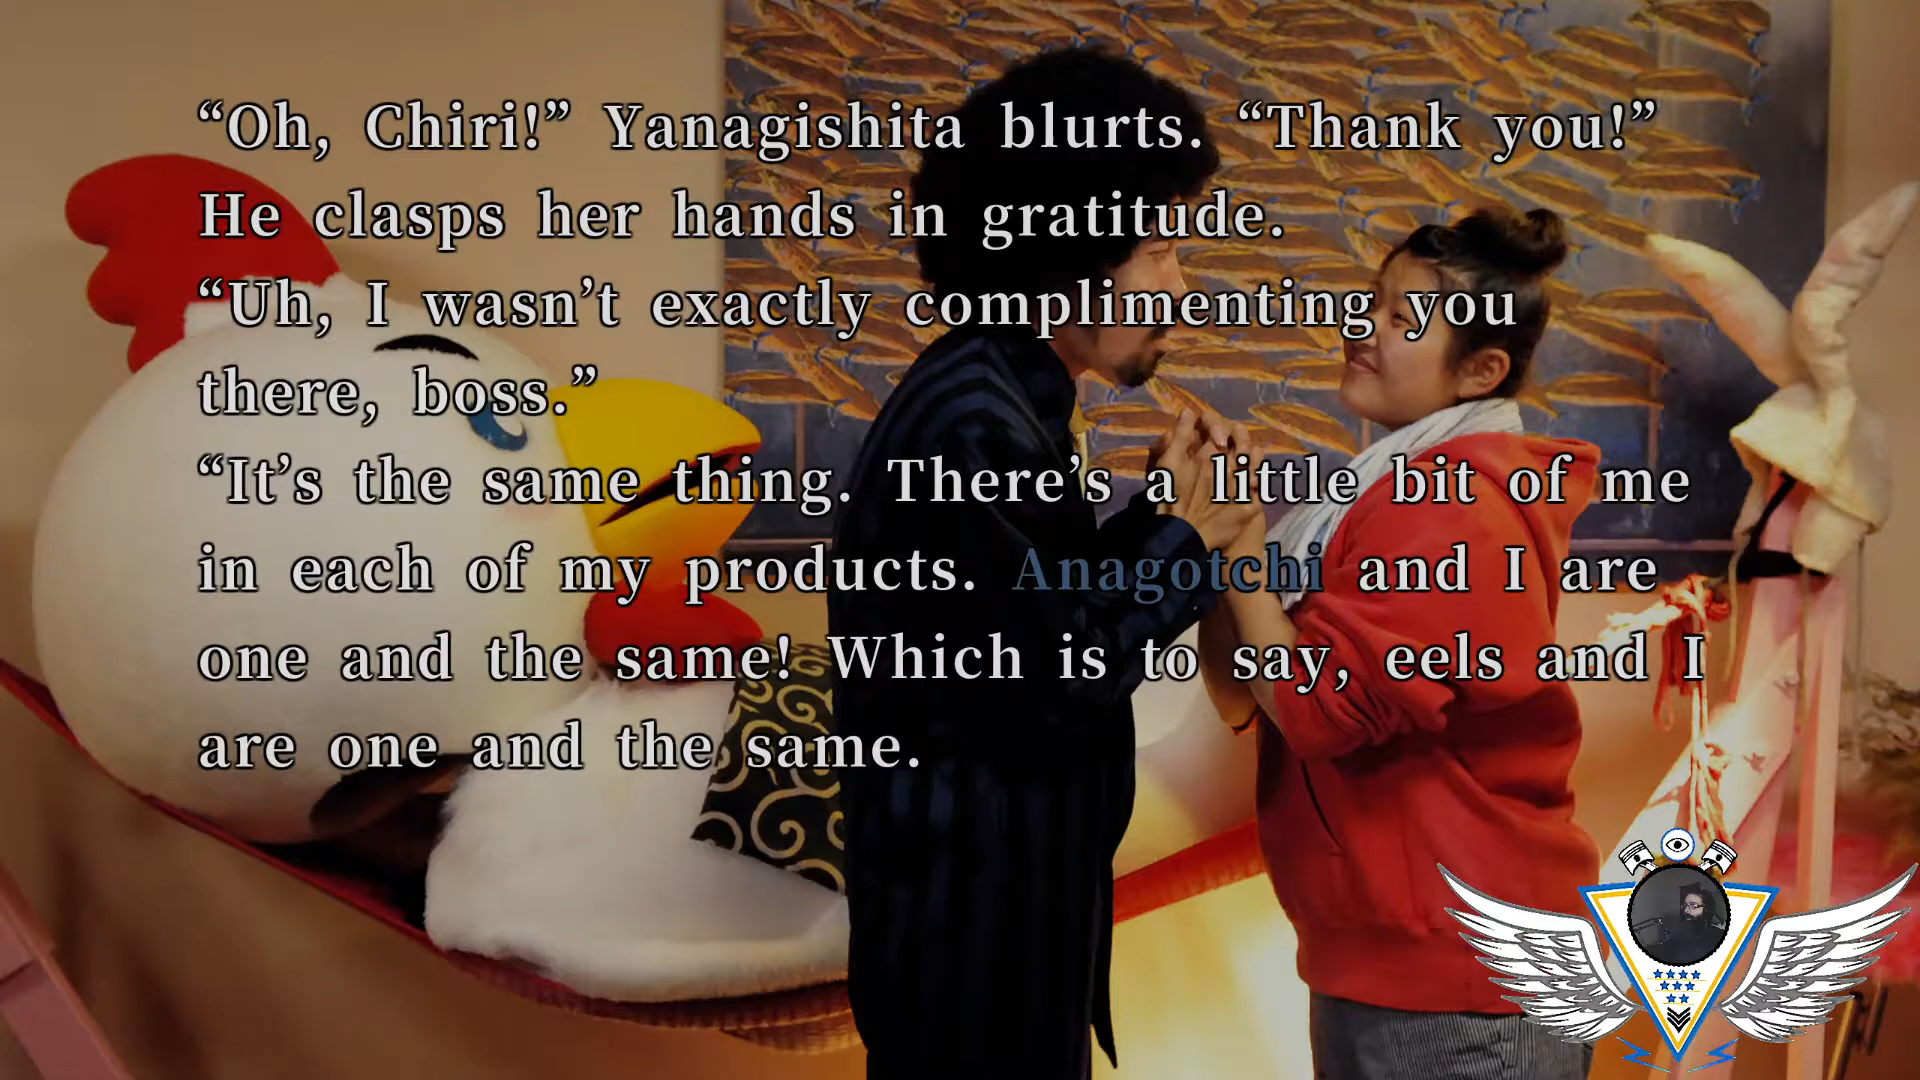 “Oh, Chiri!” Yanagishita blurts. “Thank you!”
He clasps her hands in gratitude.
“Uh, I wasn’t exactly complimenting you
there, boss.”
“It’s the same thing. There’s a little bit of me
in each of my products. Anagotchi and I are
one and the same! Which is to say, eels and I
are one and the same.